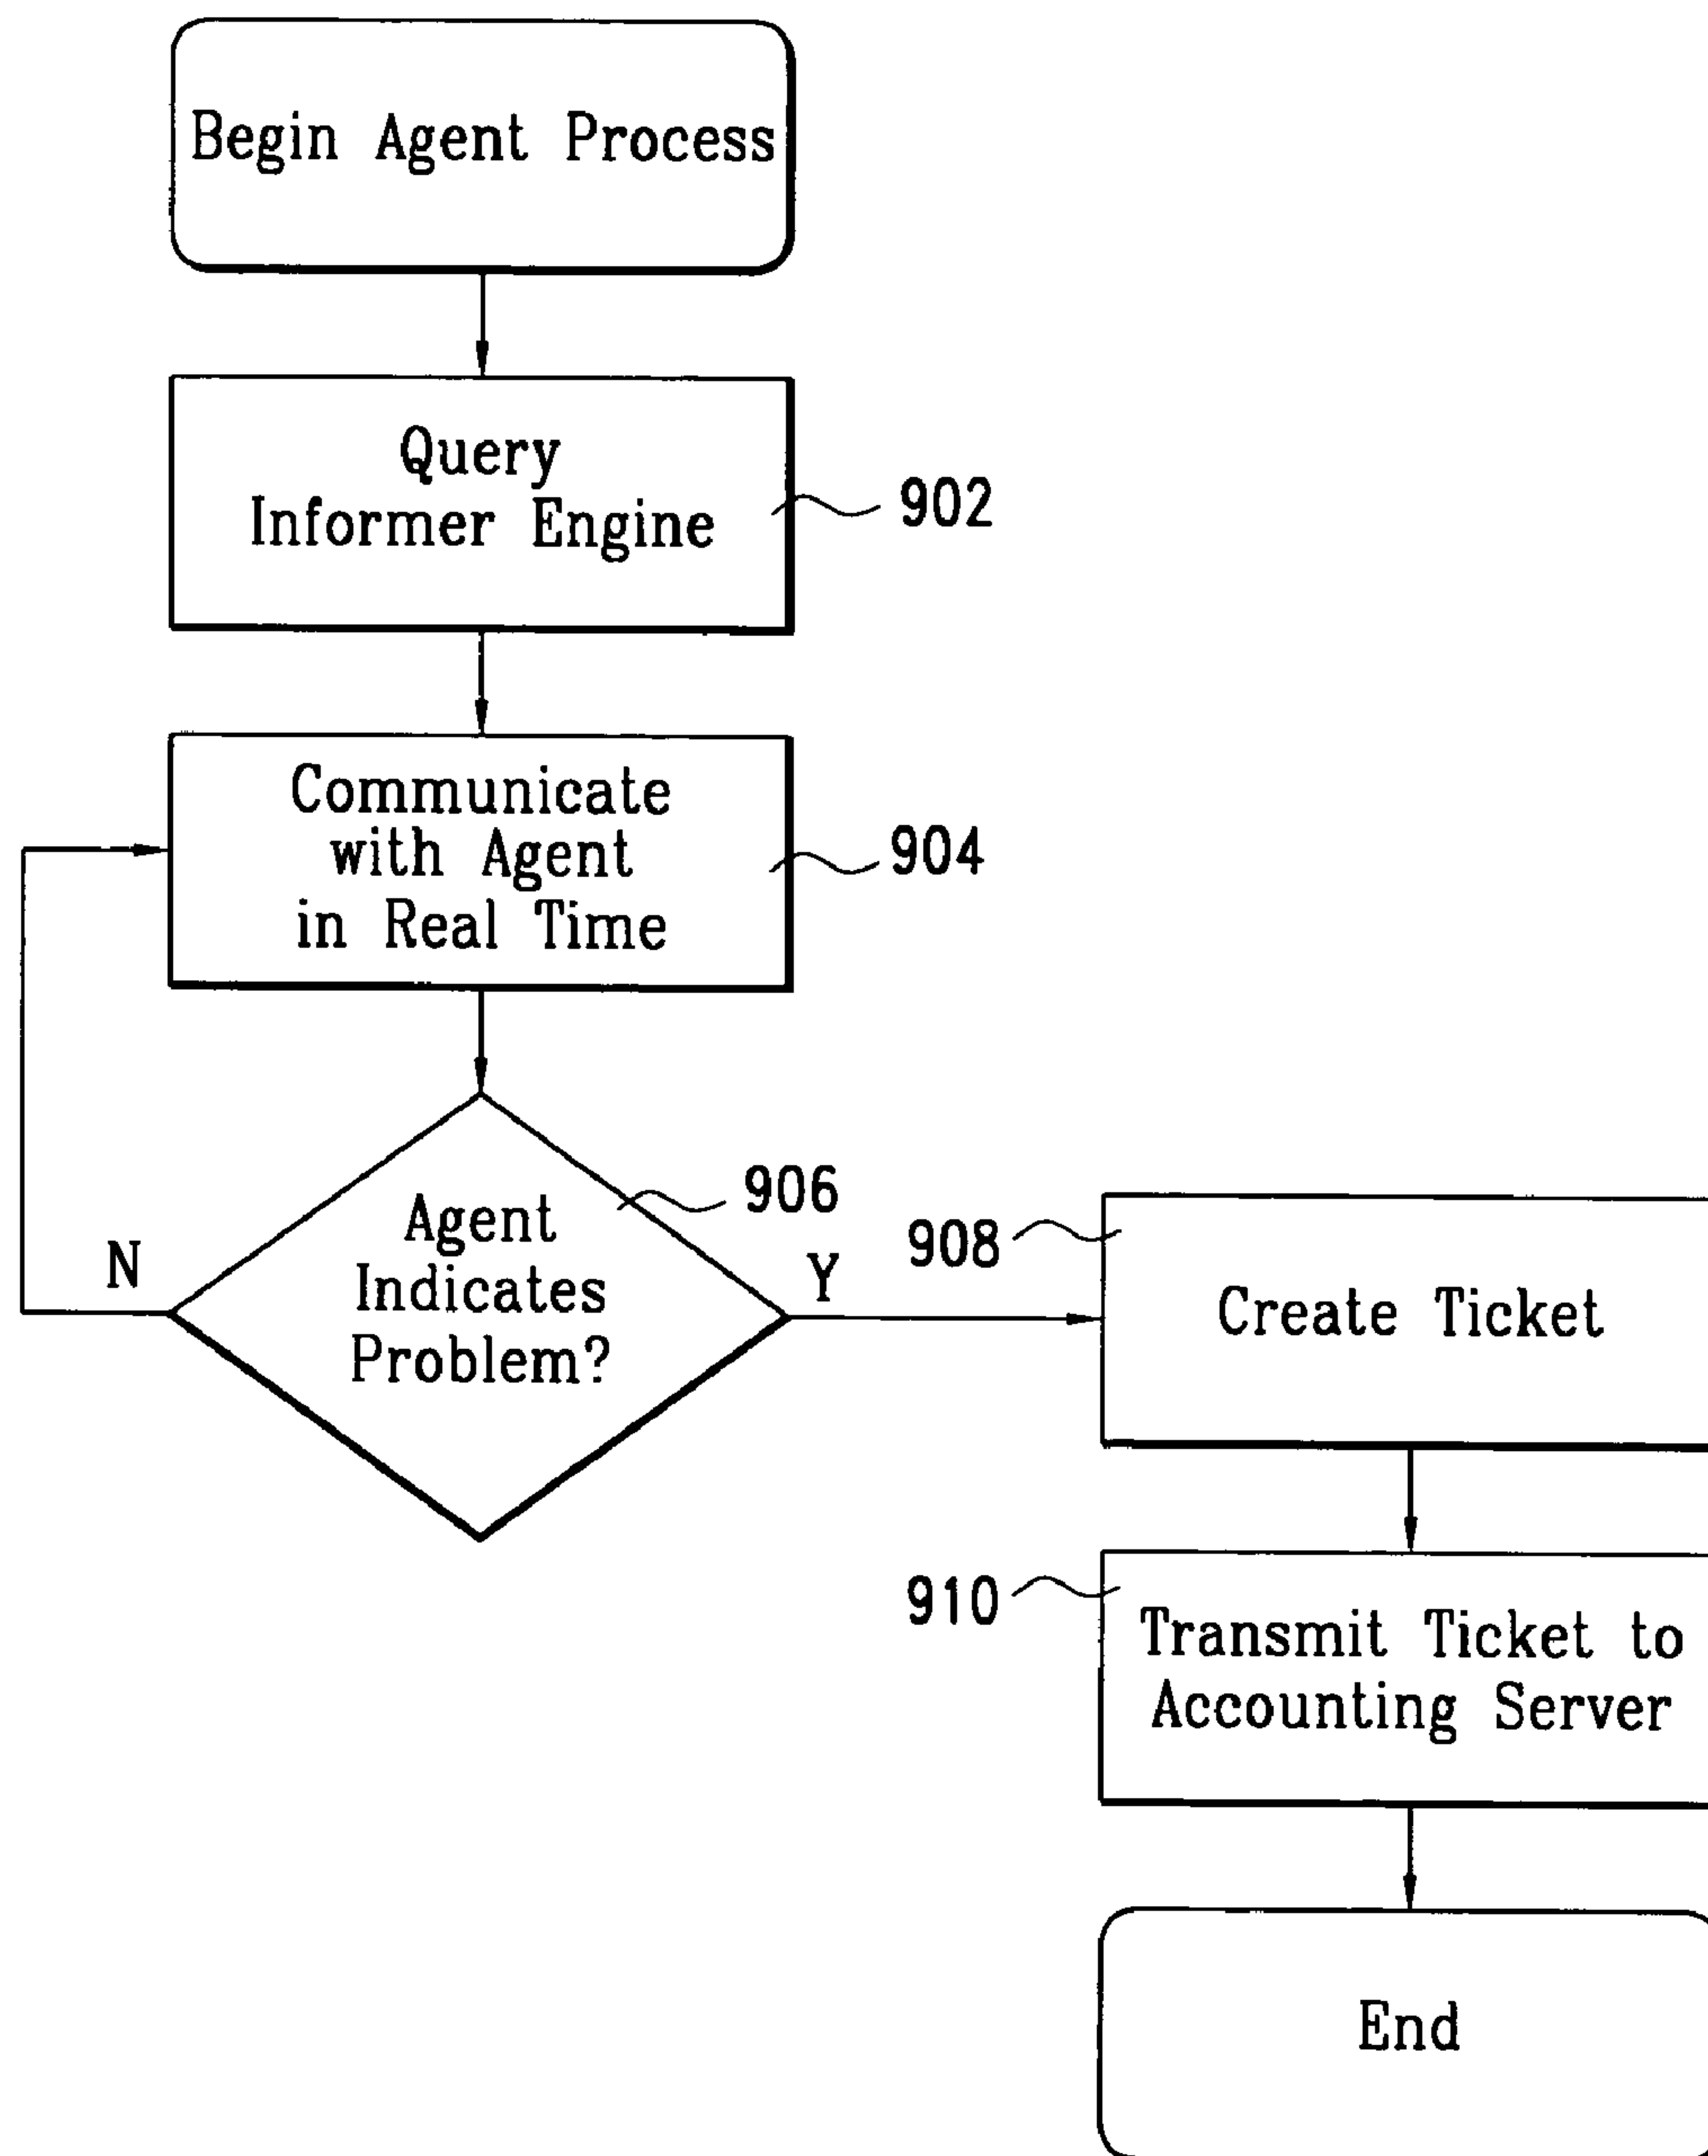 Begin Agent Process
Query
Informer Engine
902
Communicate
with Agent
in Real Time
904
Agent
Indicates
Problem?
906
N
Y
908
Create Ticket
910
Transmit Ticket to
Accounting Server
End